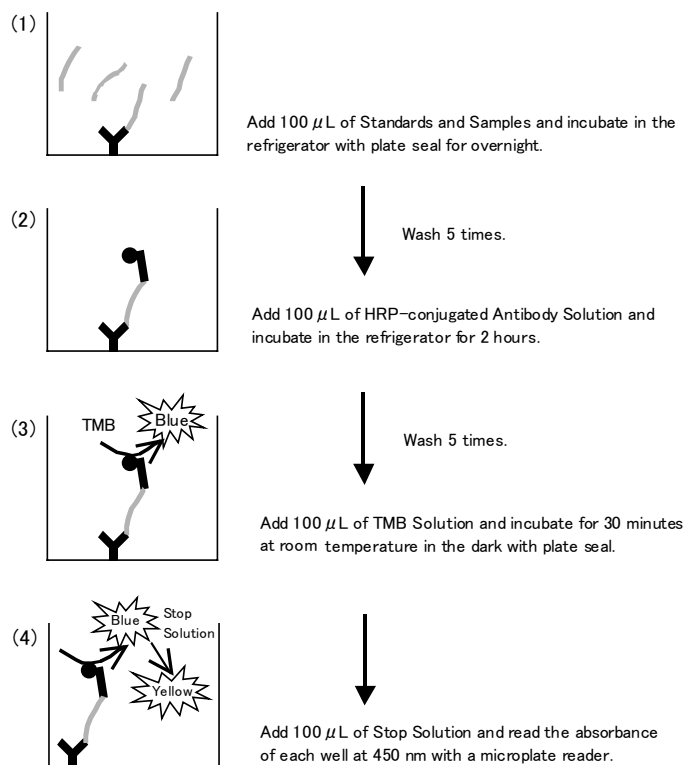 (1)
Add 100 μL of Standards and Samples and incubate in the
refrigerator with plate seal for overnight.
Wash 5 times.
(2)
Add 100 μL of HRP-conjugated Antibody Solution and
incubate in the refrigerator for 2 hours.
Wash 5 times.
(3)
TMB
Blue
Add 100 μL of TMB Solution and incubate for 30 minutes
at room temperature in the dark with plate seal.
(4)
Blue
Stop
Solution
Yellow
Add 100 μL of Stop Solution and read the absorbance
of each well at 450 nm with a microplate reader.